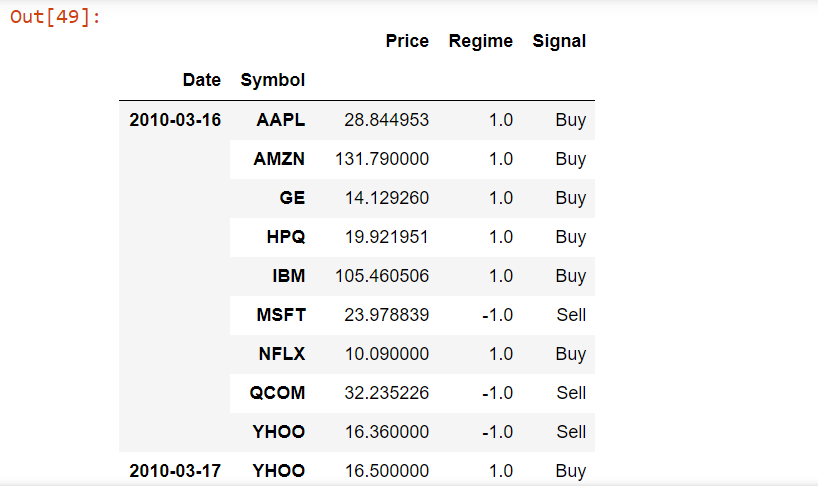 Out[49]:
Price Regime Signal
Date Symbol
2010-03-16 AAPL 28.844953 1.0 Buy
AMZN 131.790000 1.0 Buy
GE 14.129260 1.0 Buy
HPQ 19.921951 1.0 Buy
IBM 105.460506 1.0 Buy
MSFT 23.978839 -1.0 Sell
NFLX 10.090000 1.0 Buy
QCOM 32.235226 -1.0 Sell
YHOO 16.360000 -1.0 Sell
2010-03-17 YHOO 16.500000 1.0 Buy